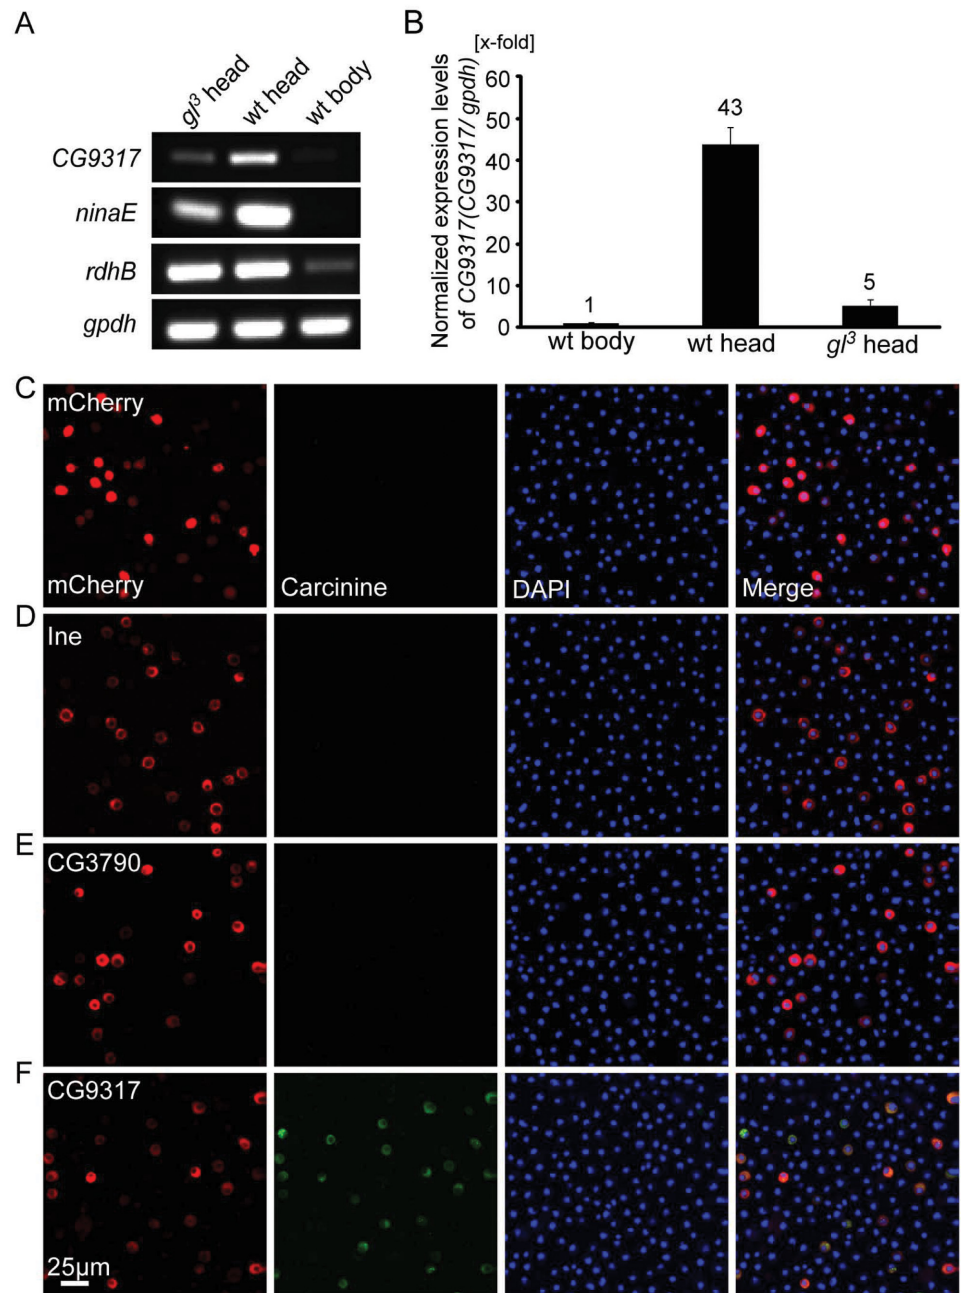 A
gl³ head
wt head
wt body
CG9317
ninaE
rdhB
gpdh
B
[x-fold]
Normalized expression levels
of CG9317(CG9317/ gpdh)
60
50
40
30
20
10
0
1
43
5
wt body
wt head
gl³ head
C
mCherry
mCherry
Carcinine
DAPI
Merge
D
Ine
E
CG3790
F
CG9317
25μm